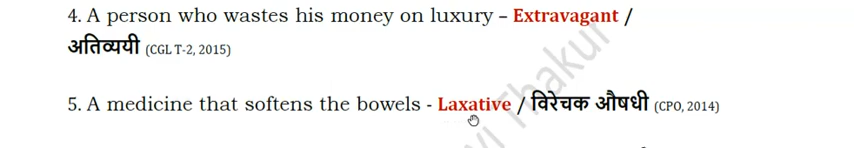 4. A person who wastes his money on luxury – Extravagant /
अतिव्ययी (CGL T-2, 2015)
5. A medicine that softens the bowels - Laxative / विरेचक औषधी (CPO, 2014)
Thakur